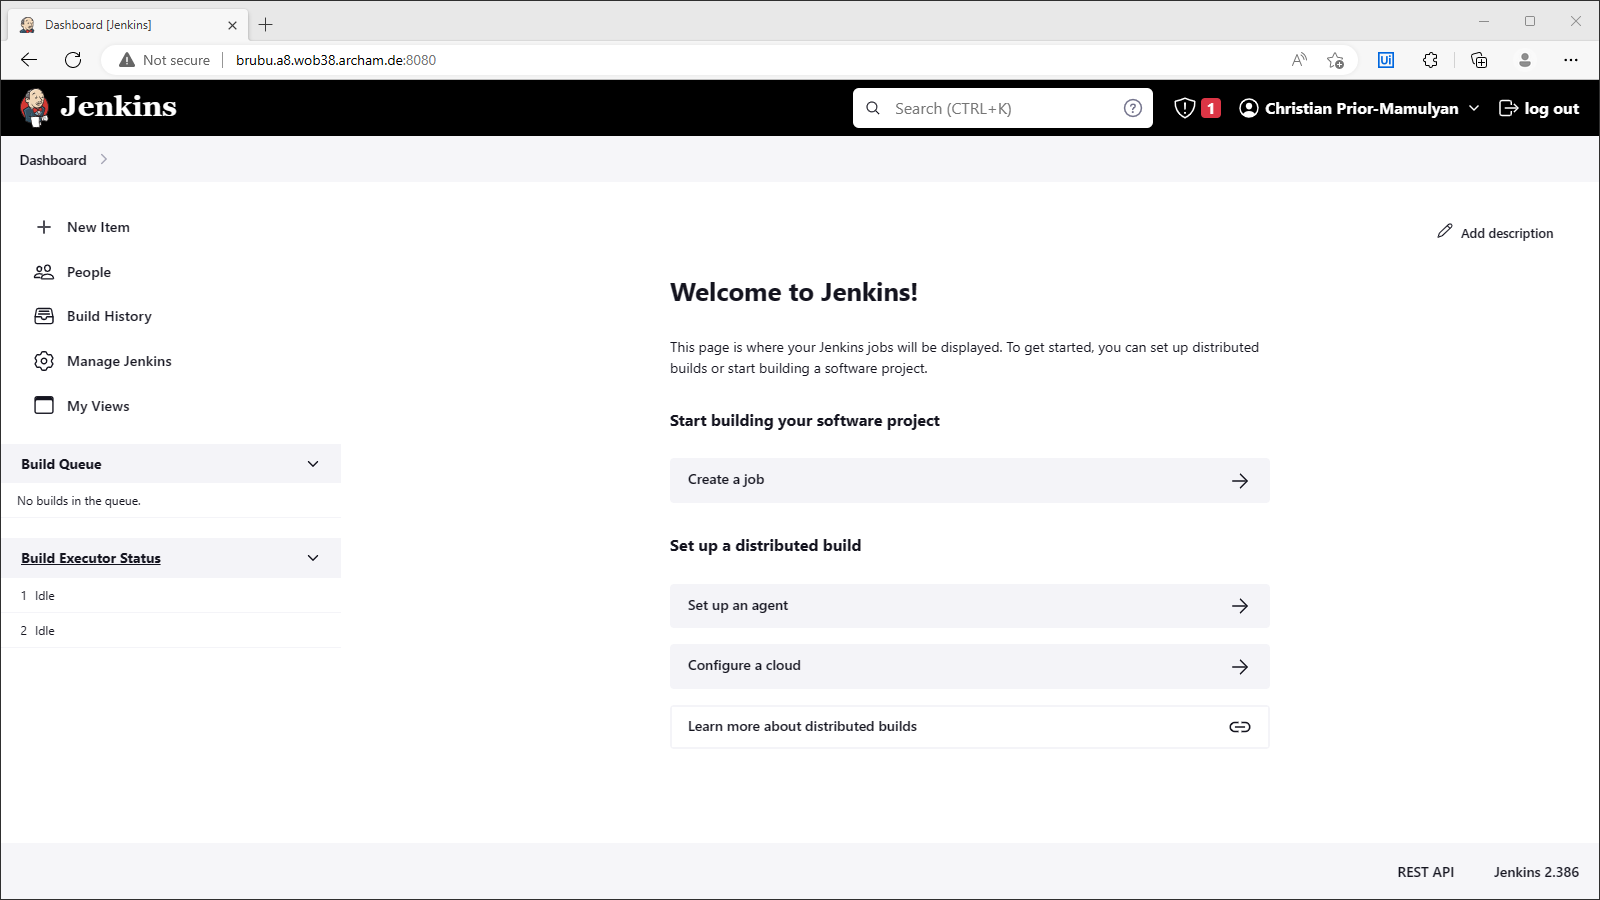 Dashboard [Jenkins]
Not secure
brubu.a8.wob38.archam.de:8080
Jenkins
Search (CTRL+K)
1
Christian Prior-Mamulyan
log out
Dashboard
New Item
People
Build History
Manage Jenkins
My Views
Build Queue
No builds in the queue.
Build Executor Status
1 Idle
2 Idle
Add description
Welcome to Jenkins!
This page is where your Jenkins jobs will be displayed. To get started, you can set up distributed
builds or start building a software project.
Start building your software project
Create a job
Set up a distributed build
Set up an agent
Configure a cloud
Learn more about distributed builds
REST API
Jenkins 2.386